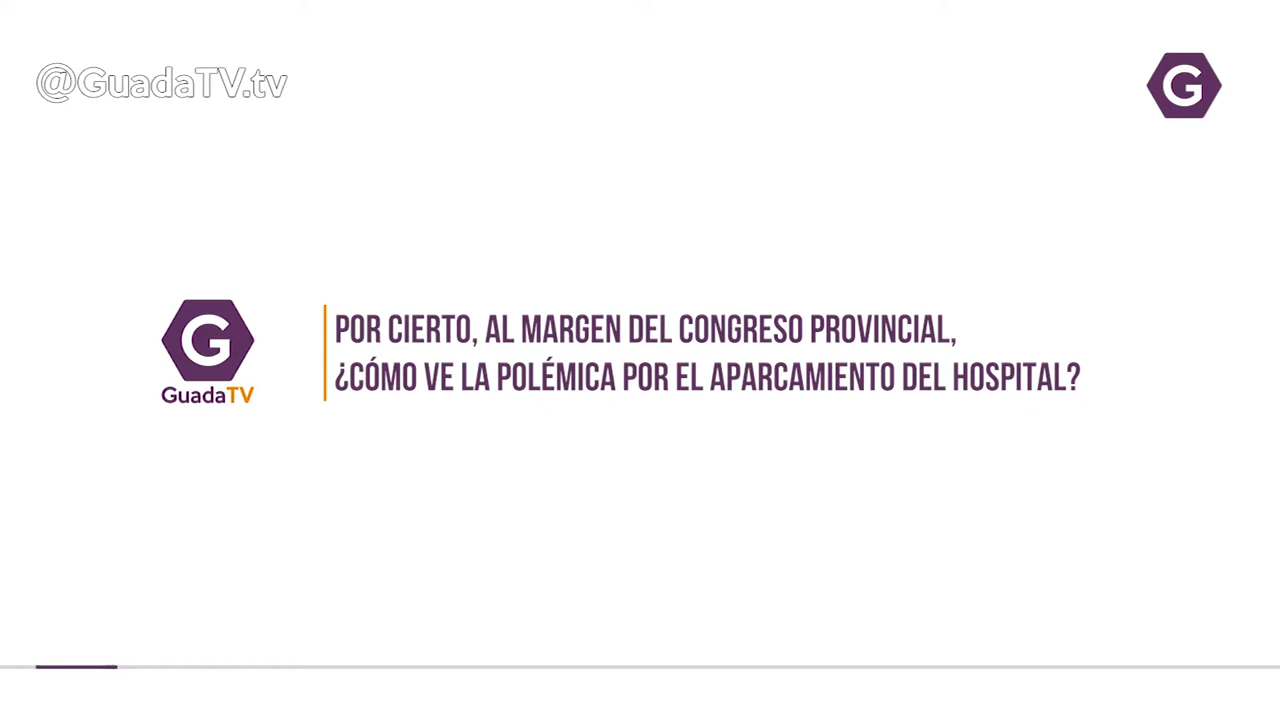 @GuadaTV.tv
G
G
GuadaTV
POR CIERTO, AL MARGEN DEL CONGRESO PROVINCIAL,
¿CÓMO VE LA POLÉMICA POR EL APARCAMIENTO DEL HOSPITAL?